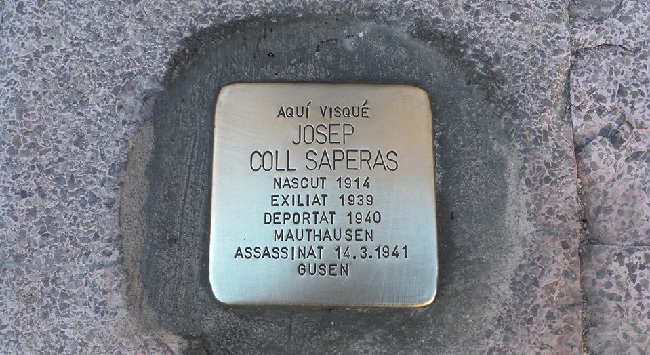 AQUÍ VISQUÉ
JOSEP
COLL SAPERAS
NASCUT 1914
EXILIAT 1939
DEPORTAT 1940
MAUTHAUSEN
ASSASSINAT 14.3.1941
GUSEN